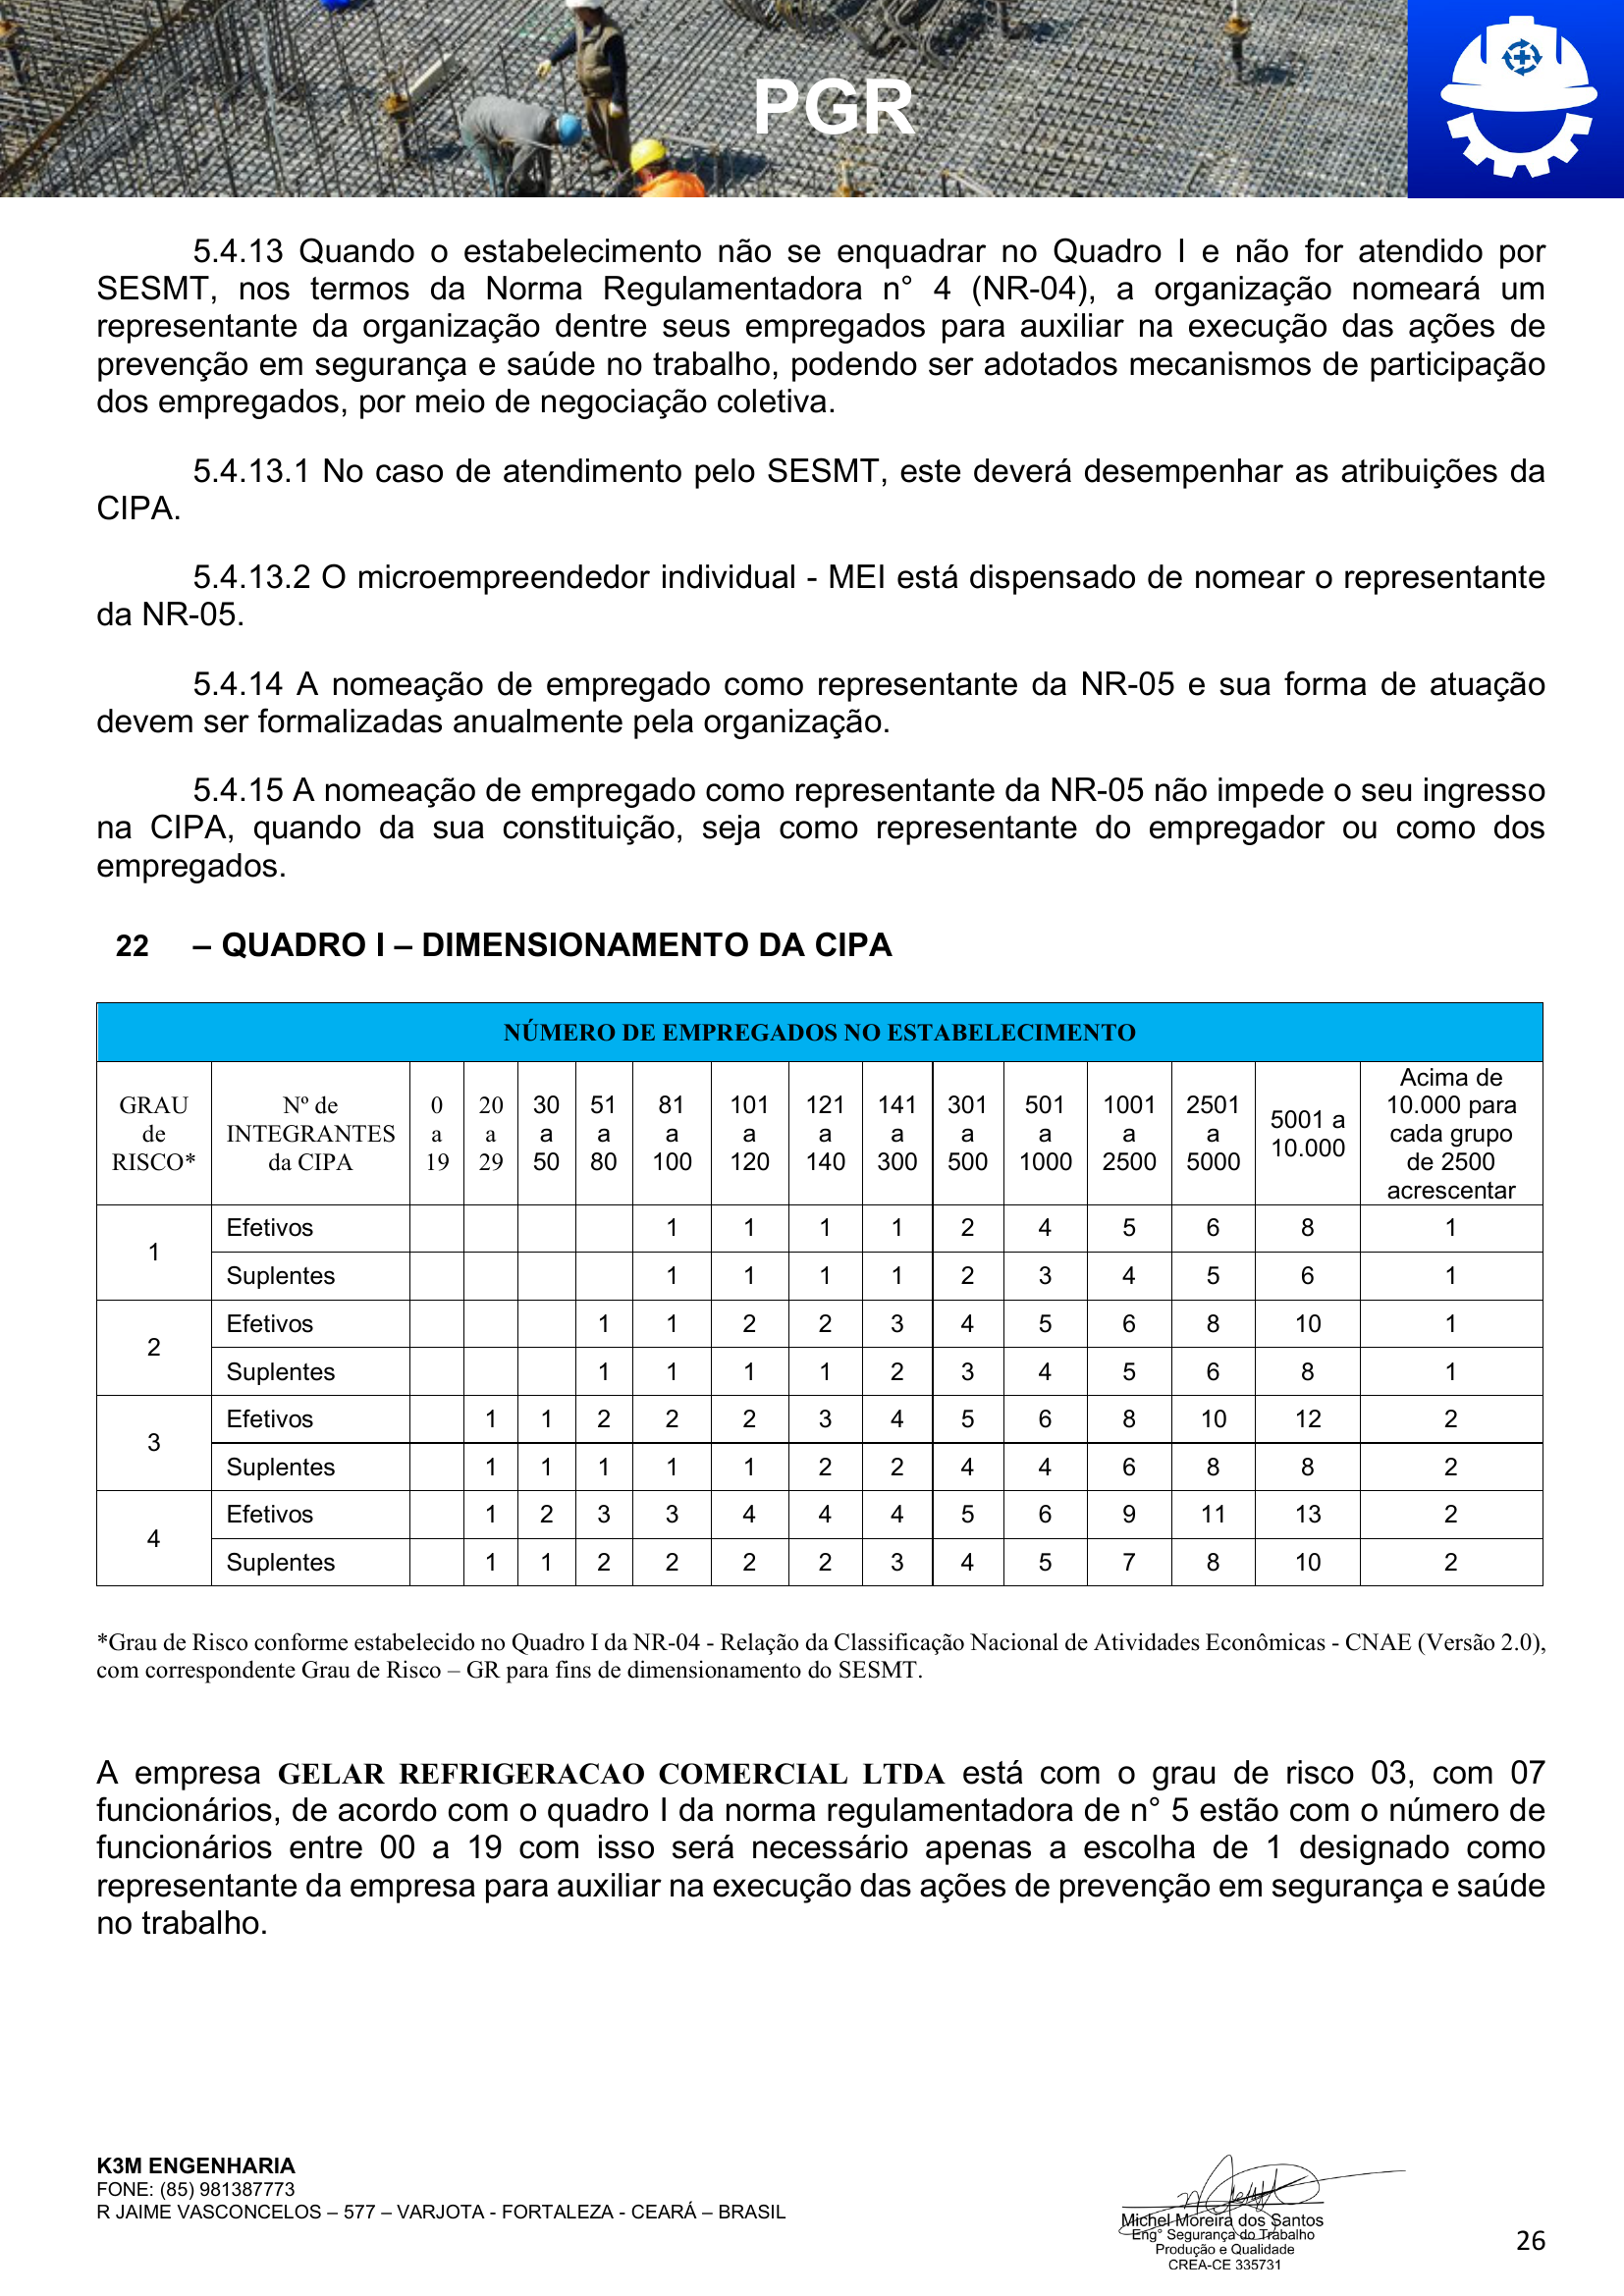 PGR
5.4.13 Quando o estabelecimento não se enquadrar no Quadro I e não for atendido por
SESMT, nos termos da Norma Regulamentadora n° 4 (NR-04), a organização nomeará um
representante da organização dentre seus empregados para auxiliar na execução das ações de
prevenção em segurança e saúde no trabalho, podendo ser adotados mecanismos de participação
dos empregados, por meio de negociação coletiva.
5.4.13.1 No caso de atendimento pelo SESMT, este deverá desempenhar as atribuições da
CIPA.
5.4.13.2 O microempreendedor individual - MEI está dispensado de nomear o representante
da NR-05.
5.4.14 A nomeação de empregado como representante da NR-05 e sua forma de atuação
devem ser formalizadas anualmente pela organização.
5.4.15 A nomeação de empregado como representante da NR-05 não impede o seu ingresso
na CIPA, quando da sua constituição, seja como representante do empregador ou como dos
empregados.
22 – QUADRO I – DIMENSIONAMENTO DA CIPA
NÚMERO DE EMPREGADOS NO ESTABELECIMENTO
GRAU de RISCO* Nº de INTEGRANTES da CIPA 0 a 19 20 a 29 30 a 50 51 a 80 81 a 100 101 a 120 121 a 140 141 a 300 301 a 500 501 a 1000 1001 a 2500 2501 a 5000 5001 a 10.000 Acima de 10.000 para cada grupo de 2500 acrescentar
1 Efetivos 1 1 1 1 2 4 5 6 8 1
Suplentes 1 1 1 1 2 3 4 5 6 1
2 Efetivos 1 1 2 2 3 4 5 6 8 10 1
Suplentes 1 1 1 1 2 3 4 5 6 8 1
3 Efetivos 1 1 2 2 2 3 4 5 6 8 10 12 2
Suplentes 1 1 1 1 1 2 2 4 4 6 8 8 2
4 Efetivos 1 2 3 3 4 4 4 5 6 9 11 13 2
Suplentes 1 1 2 2 2 2 3 4 5 7 8 10 2
*Grau de Risco conforme estabelecido no Quadro I da NR-04 - Relação da Classificação Nacional de Atividades Econômicas - CNAE (Versão 2.0),
com correspondente Grau de Risco – GR para fins de dimensionamento do SESMT.
A empresa GELAR REFRIGERACAO COMERCIAL LTDA está com o grau de risco 03, com 07
funcionários, de acordo com o quadro I da norma regulamentadora de n° 5 estão com o número de
funcionários entre 00 a 19 com isso será necessário apenas a escolha de 1 designado como
representante da empresa para auxiliar na execução das ações de prevenção em segurança e saúde
no trabalho.
K3M ENGENHARIA
FONE: (85) 981387773
R JAIME VASCONCELOS – 577 – VARJOTA - FORTALEZA - CEARÁ – BRASIL
Michel Moreira dos Santos
Eng° Segurança do Trabalho
Produção e Qualidade
CREA-CE 335731
26